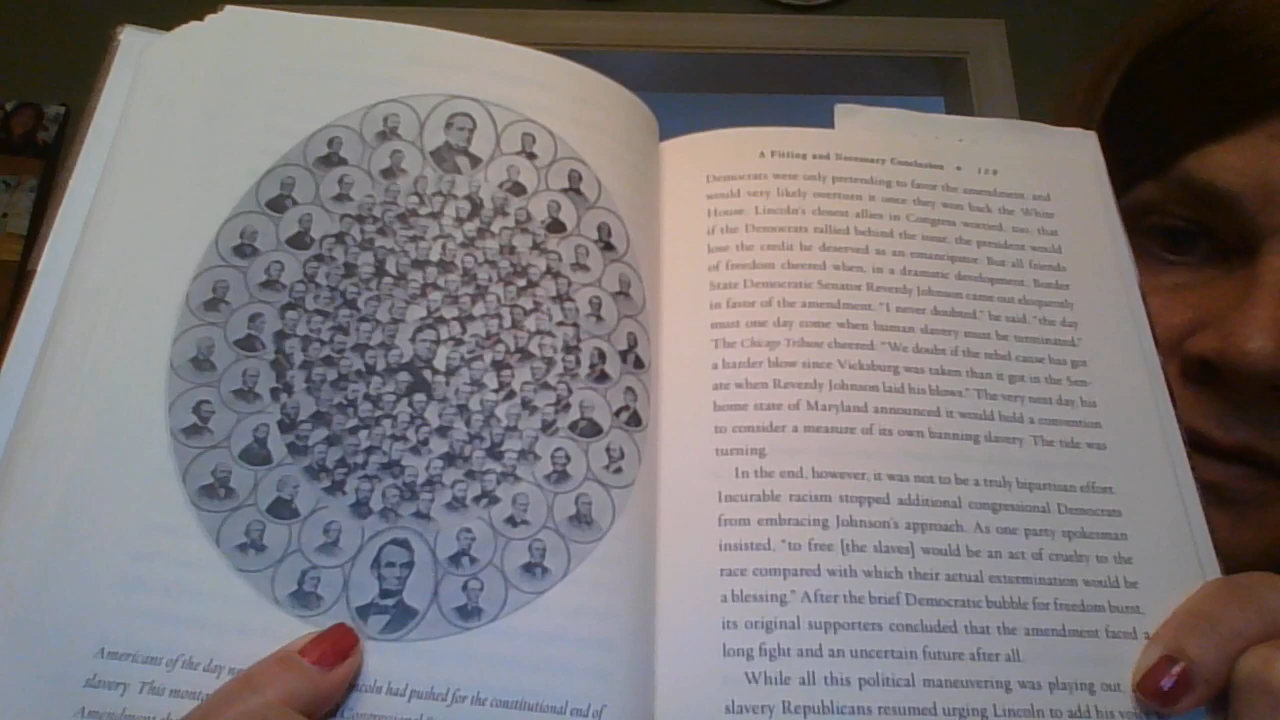 Americans of the day
ncoln had pushed for the constitutional end of
slavery. This
Amendment
Congressional
A Fitting and Necessary Conclusion • 129
Democrats were only pretending to favor the amendment, and
would very likely overturn it once they won back the White
House. Lincoln's closest allies in Congress worried, too, that
if the Democrats rallied behind the issue, the president would
lose the credit he deserved as an emancipator. But all friends
of freedom cheered when, in a dramatic development, Border
State Democratic Senator Reverdy Johnson came out eloquently
in favor of the amendment. "I never doubted," he said, "the day
must one day come when human slavery must be terminated."
The Chicago Tribune cheered: "We doubt if the rebel cause has got
a harder blow since Vicksburg was taken than it got in the Sen-
ate when Reverdy Johnson laid his blows." The very next day, his
home state of Maryland announced it would hold a convention
to consider a measure of its own banning slavery. The tide was
turning.
In the end, however, it was not to be a truly bipartisan effort.
Incurable racism stopped additional congressional Democrats
from embracing Johnson's approach. As one party spokesman
insisted, "to free [the slaves] would be an act of cruelty to the
race compared with which their actual extermination would be
a blessing." After the brief Democratic bubble for freedom burst,
its original supporters concluded that the amendment faced a
long fight and an uncertain future after all.
While all this political maneuvering was playing out,
slavery Republicans resumed urging Lincoln to add his